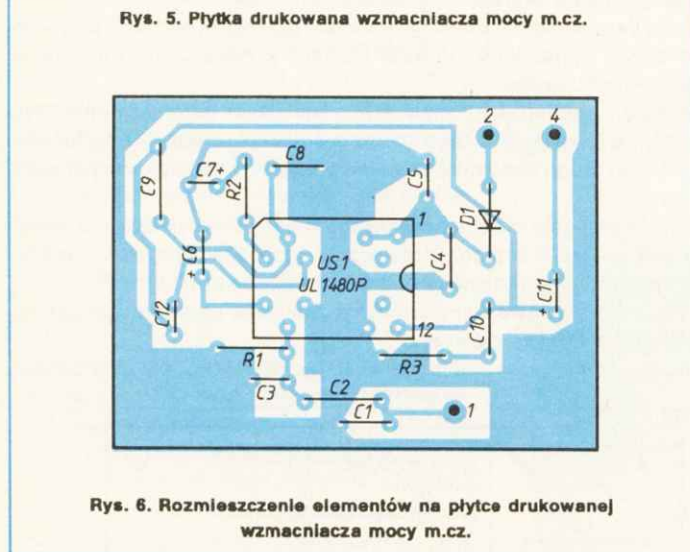 Rys. 5. Płytka drukowana wzmacniacza mocy m.cz.
2 4
C8
C7+
R2
C9
C5
1
D1
+ C6
US1
UL1480P
C4
+ C11
C12
12
C10
R1
R3
C3
C2
C1
1
Rys. 6. Rozmieszczenie elementów na płytce drukowanej
wzmacniacza mocy m.cz.